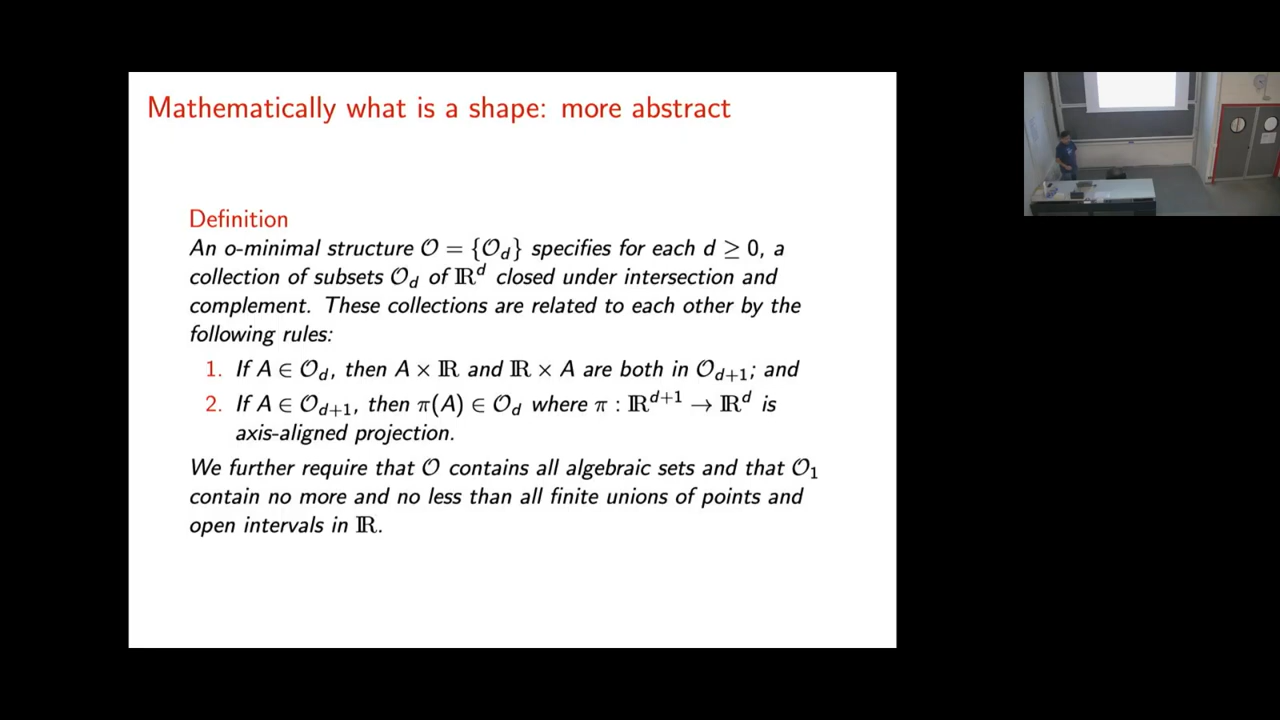 Mathematically what is a shape: more abstract
Definition
An o-minimal structure 𝒪 = {𝒪_d} specifies for each d ≥ 0, a
collection of subsets 𝒪_d of ℝ^d closed under intersection and
complement. These collections are related to each other by the
following rules:
1. If A ∈ 𝒪_d, then A × ℝ and ℝ × A are both in 𝒪_{d+1}; and
2. If A ∈ 𝒪_{d+1}, then π(A) ∈ 𝒪_d where π : ℝ^{d+1} → ℝ^d is
axis-aligned projection.
We further require that 𝒪 contains all algebraic sets and that 𝒪_1
contain no more and no less than all finite unions of points and
open intervals in ℝ.